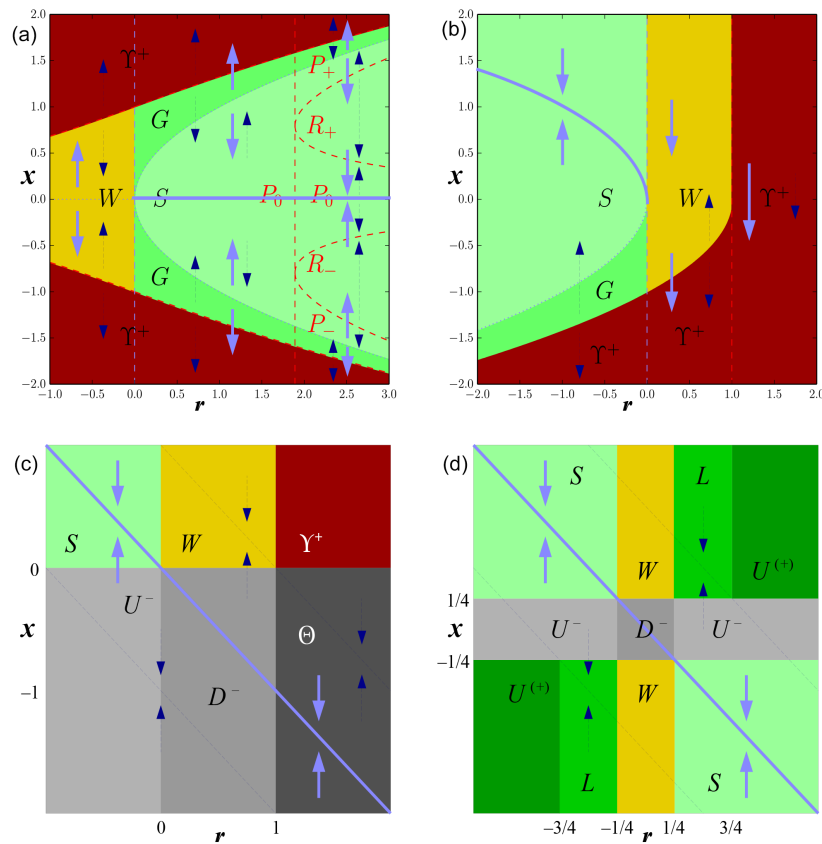 (a)
2.0
1.5
1.0
0.5
0.0
−0.5
−1.0
−1.5
−2.0
x
ϒ⁺
G
W
S
P₀
P₀
P₊
R₊
R₋
P₋
G
ϒ⁺
−1.0 −0.5 0.0 0.5 1.0 1.5 2.0 2.5 3.0
r
(b)
2.0
1.5
1.0
0.5
0.0
−0.5
−1.0
−1.5
−2.0
x
S
W
ϒ⁺
G
ϒ⁺
ϒ⁺
−2.0 −1.5 −1.0 −0.5 0.0 0.5 1.0 1.5 2.0
r
(c)
S
W
ϒ⁺
0
x
U⁻
Θ
−1
D⁻
0 1
r
(d)
S
L
W
U⁽⁺⁾
1/4
x
−1/4
U⁻
D⁻
U⁻
U⁽⁺⁾
W
L
S
−3/4 −1/4 1/4 3/4
r